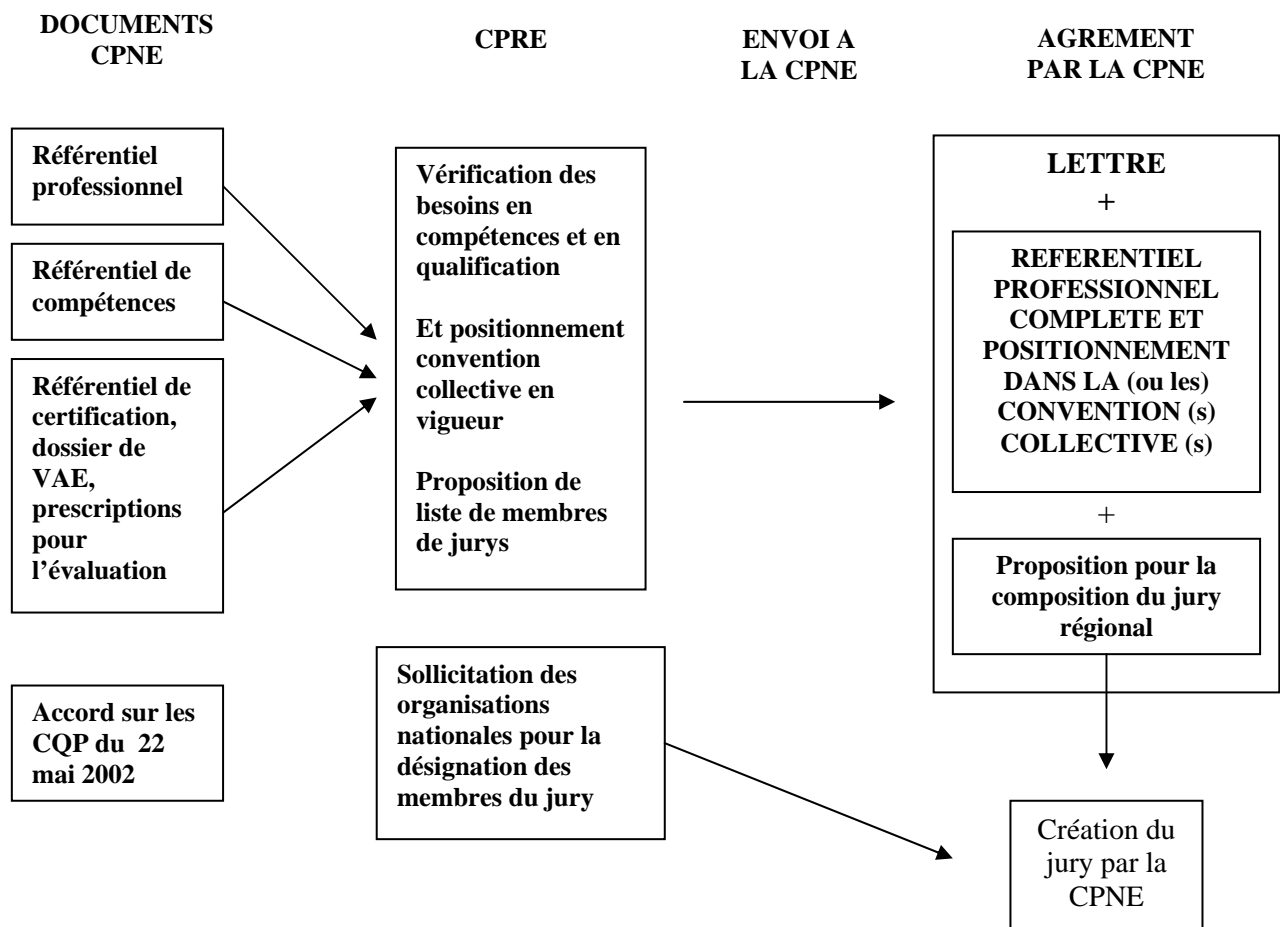 DOCUMENTS
CPNE
CPRE
ENVOI A
LA CPNE
AGREMENT
PAR LA CPNE
Référentiel
professionnel
Référentiel de
compétences
Référentiel de
certification,
dossier de
VAE,
prescriptions
pour
l’évaluation
Accord sur les
CQP du 22
mai 2002
Vérification des
besoins en
compétences et en
qualification
Et positionnement
convention
collective en
vigueur
Proposition de
liste de membres
de jurys
Sollicitation des
organisations
nationales pour la
désignation des
membres du jury
LETTRE
+
REFERENTIEL
PROFESSIONNEL
COMPLETE ET
POSITIONNEMENT
DANS LA (ou les)
CONVENTION (s)
COLLECTIVE (s)
+
Proposition pour la
composition du jury
régional
Création du
jury par la
CPNE